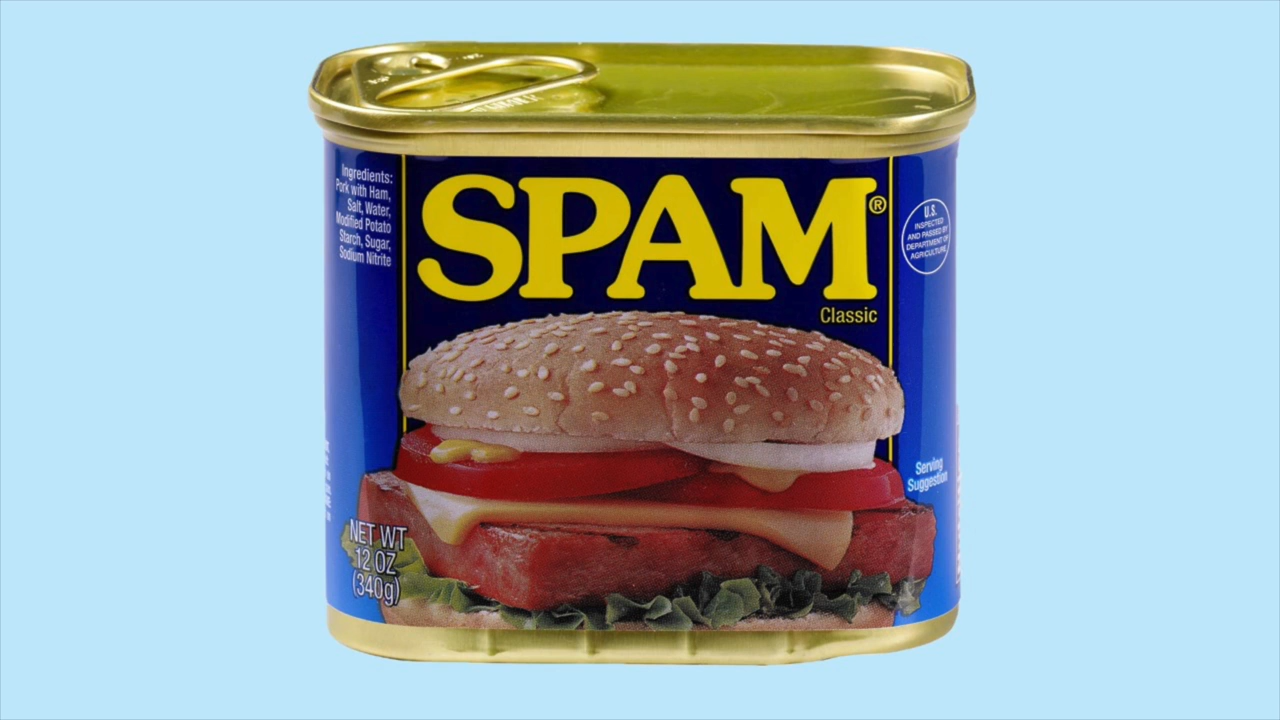 Ingredients:
Pork with Ham,
Salt, Water,
Modified Potato
Starch, Sugar,
Sodium Nitrite
SPAM®
Classic
U.S.
INSPECTED
AND PASSED BY
DEPARTMENT OF
AGRICULTURE
Serving
Suggestion
NET WT
12 OZ
(340g)